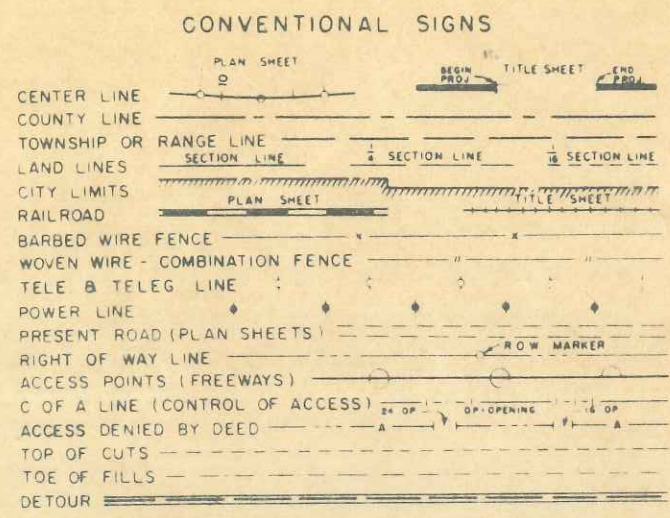 CONVENTIONAL SIGNS
PLAN SHEET
10
BEGIN PROJ.
TITLE SHEET
END PROJ.
CENTER LINE
COUNTY LINE
TOWNSHIP OR RANGE LINE
LAND LINES SECTION LINE 1/4 SECTION LINE 1/16 SECTION LINE
CITY LIMITS
RAILROAD PLAN SHEET TITLE SHEET
BARBED WIRE FENCE x x
WOVEN WIRE - COMBINATION FENCE
TELE & TELEG LINE
POWER LINE
PRESENT ROAD (PLAN SHEETS)
RIGHT OF WAY LINE ROW MARKER
ACCESS POINTS (FREEWAYS)
C OF A LINE (CONTROL OF ACCESS) 24 OP OP-OPENING 16 OP
ACCESS DENIED BY DEED A A
TOP OF CUTS
TOE OF FILLS
DETOUR